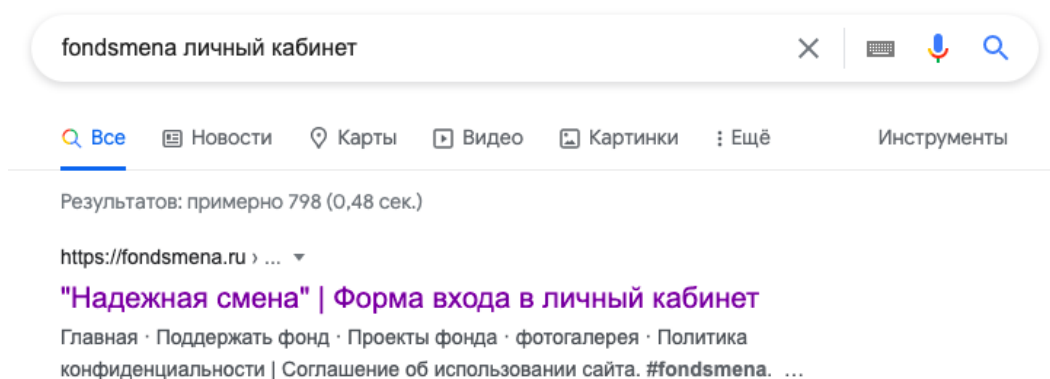 fondsmena личный кабинет
Все Новости Карты Видео Картинки Ещё Инструменты
Результатов: примерно 798 (0,48 сек.)
https://fondsmena.ru › ...
"Надежная смена" | Форма входа в личный кабинет
Главная · Поддержать фонд · Проекты фонда · фотогалерея · Политика
конфиденциальности | Соглашение об использовании сайта. #fondsmena. ...